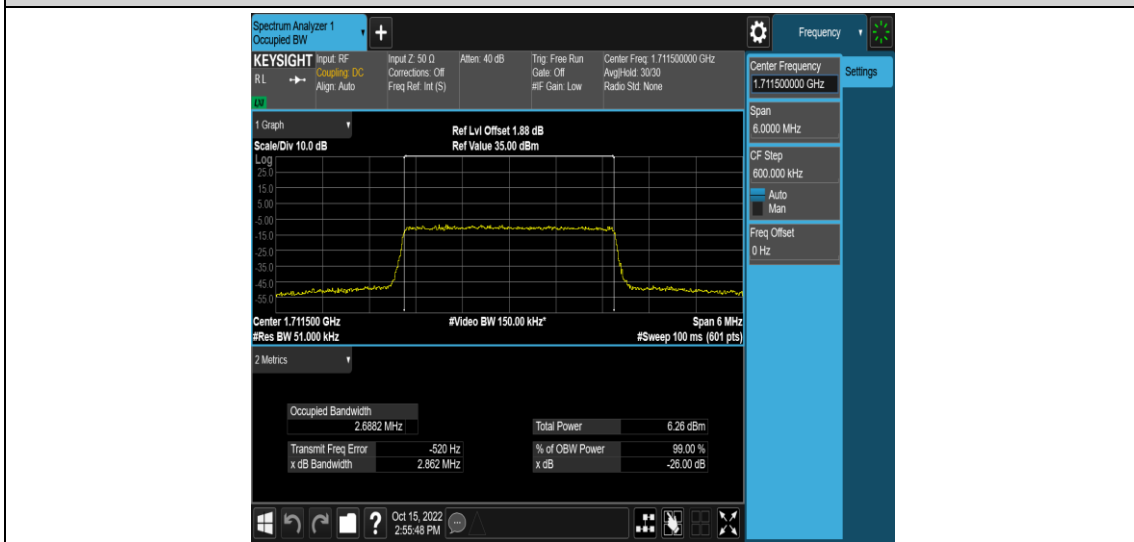 Spectrum Analyzer 1
Occupied BW
+
Frequency
KEYSIGHT
RL
Input: RF
Coupling: DC
Align: Auto
Input Z: 50 Ω
Corrections: Off
Freq Ref: Int (S)
Atten: 40 dB
Trig: Free Run
Gate: Off
#IF Gain: Low
Center Freq: 1.711500000 GHz
Avg|Hold: 30/30
Radio Std: None
Center Frequency
1.711500000 GHz
Settings
Span
6.0000 MHz
CF Step
600.000 kHz
Auto
Man
Freq Offset
0 Hz
1 Graph
Scale/Div 10.0 dB
Ref Lvl Offset 1.88 dB
Ref Value 35.00 dBm
Log
25.0
15.0
5.00
-5.00
-15.0
-25.0
-35.0
-45.0
-55.0
Center 1.711500 GHz
#Video BW 150.00 kHz*
Span 6 MHz
#Res BW 51.000 kHz
#Sweep 100 ms (601 pts)
2 Metrics
Occupied Bandwidth
2.6882 MHz
Total Power 6.26 dBm
Transmit Freq Error -520 Hz
% of OBW Power 99.00 %
x dB Bandwidth 2.862 MHz
x dB -26.00 dB
?
Oct 15, 2022
2:55:48 PM